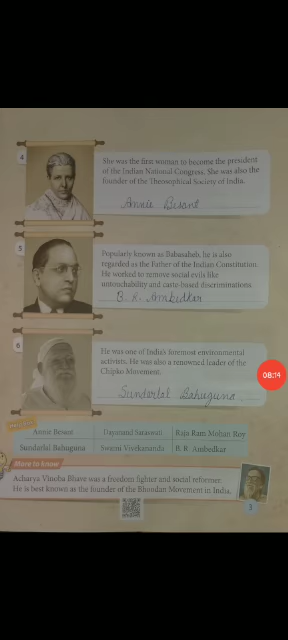 4
She was the first woman to become the president
of the Indian National Congress. She was also the
founder of the Theosophical Society of India.
Annie Besant
5
Popularly known as Babasaheb, he is also
regarded as the Father of the Indian Constitution.
He worked to remove social evils like
untouchability and caste-based discriminations.
B. R. Ambedkar
6
He was one of India's foremost environmental
activists. He was also a renowned leader of the
Chipko Movement.
08:14
Sundarlal Bahuguna
Annie Besant Dayanand Saraswati Raja Ram Mohan Roy
Sundarlal Bahuguna Swami Vivekananda B. R. Ambedkar
More to know
Acharya Vinoba Bhave was a freedom fighter and social reformer.
He is best known as the founder of the Bhoodan Movement in India.
3